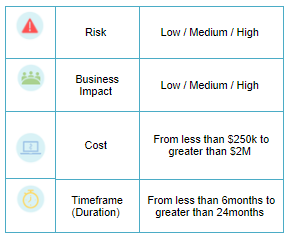 Risk
Low / Medium / High
Business
Impact
Low / Medium / High
Cost
From less than $250k to
greater than $2M
Timeframe
(Duration)
From less than 6months to
greater than 24months